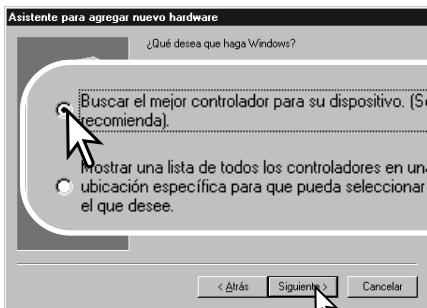 Asistente para agregar nuevo hardware
¿Qué desea que haga Windows?
Buscar el mejor controlador para su dispositivo. (Se
recomienda).
Mostrar una lista de todos los controladores en una
ubicación específica para que pueda seleccionar
el que desee.
< Atrás Siguiente > Cancelar